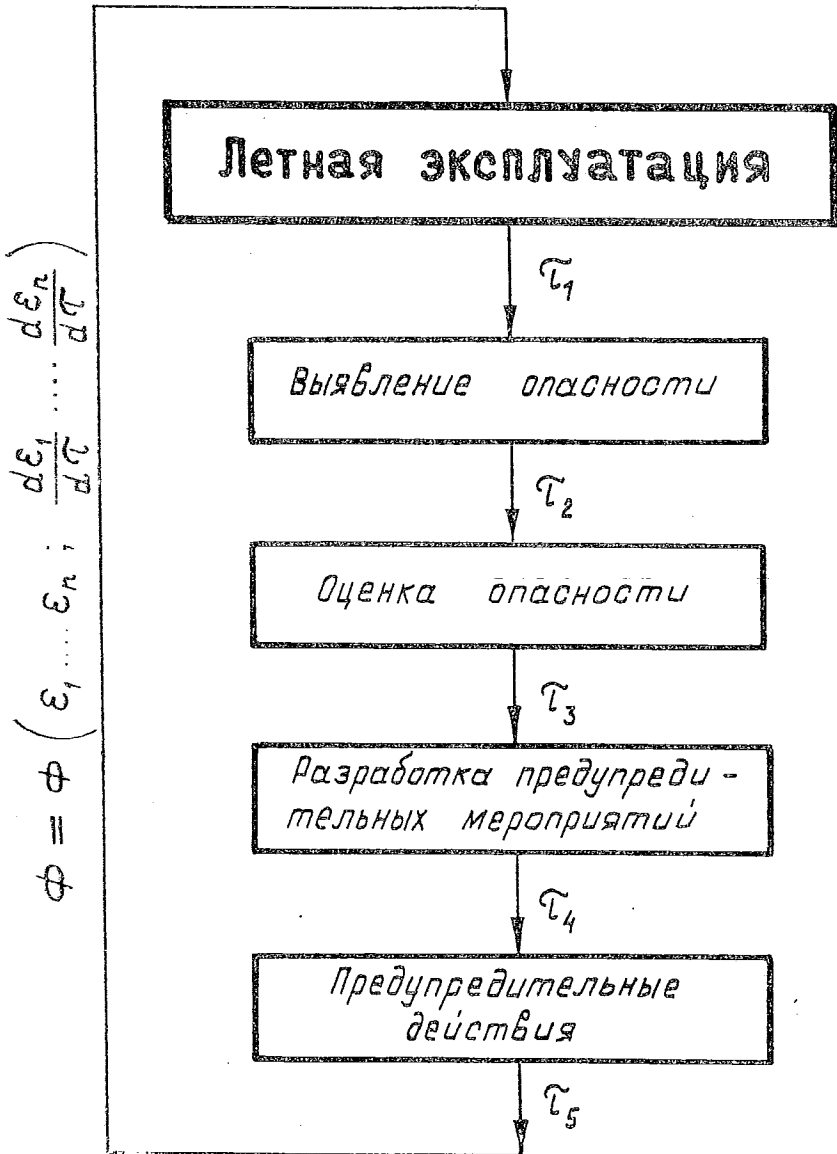 Летная эксплуатация
τ₁
Выявление опасности
τ₂
Оценка опасности
τ₃
Разработка предупреди-
тельных мероприятий
τ₄
Предупредительные
действия
τ₅
Φ = Φ (ε₁ .... εₙ ; dε₁/dτ .... dεₙ/dτ)